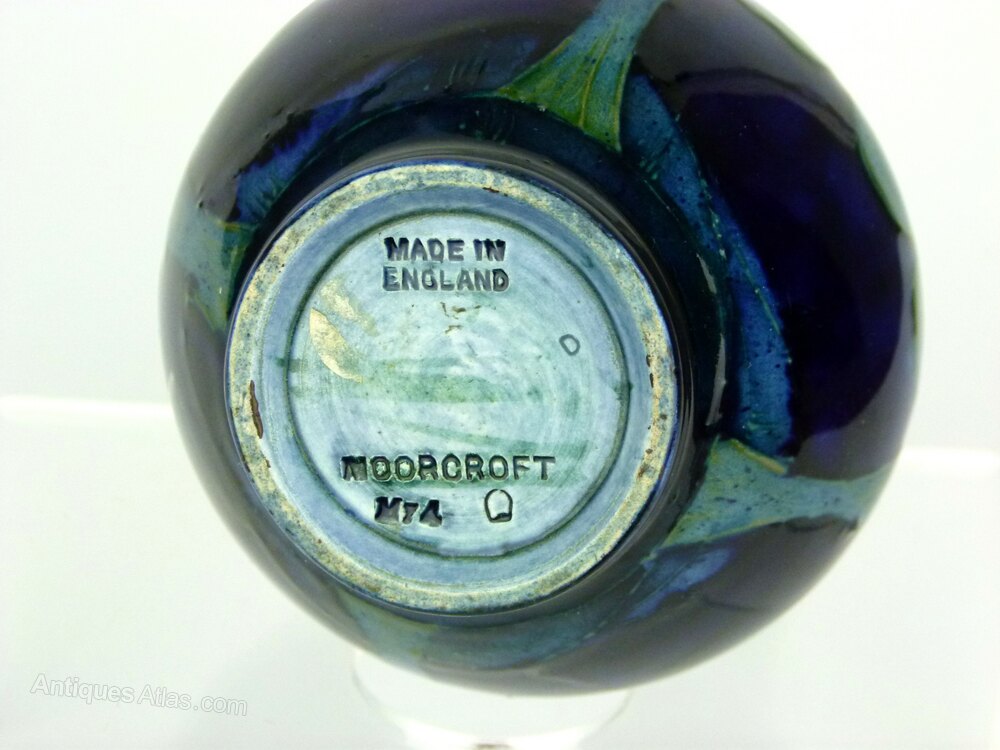 MADE IN
ENGLAND
D
MOORCROFT
M74
AntiquesAtlas.com